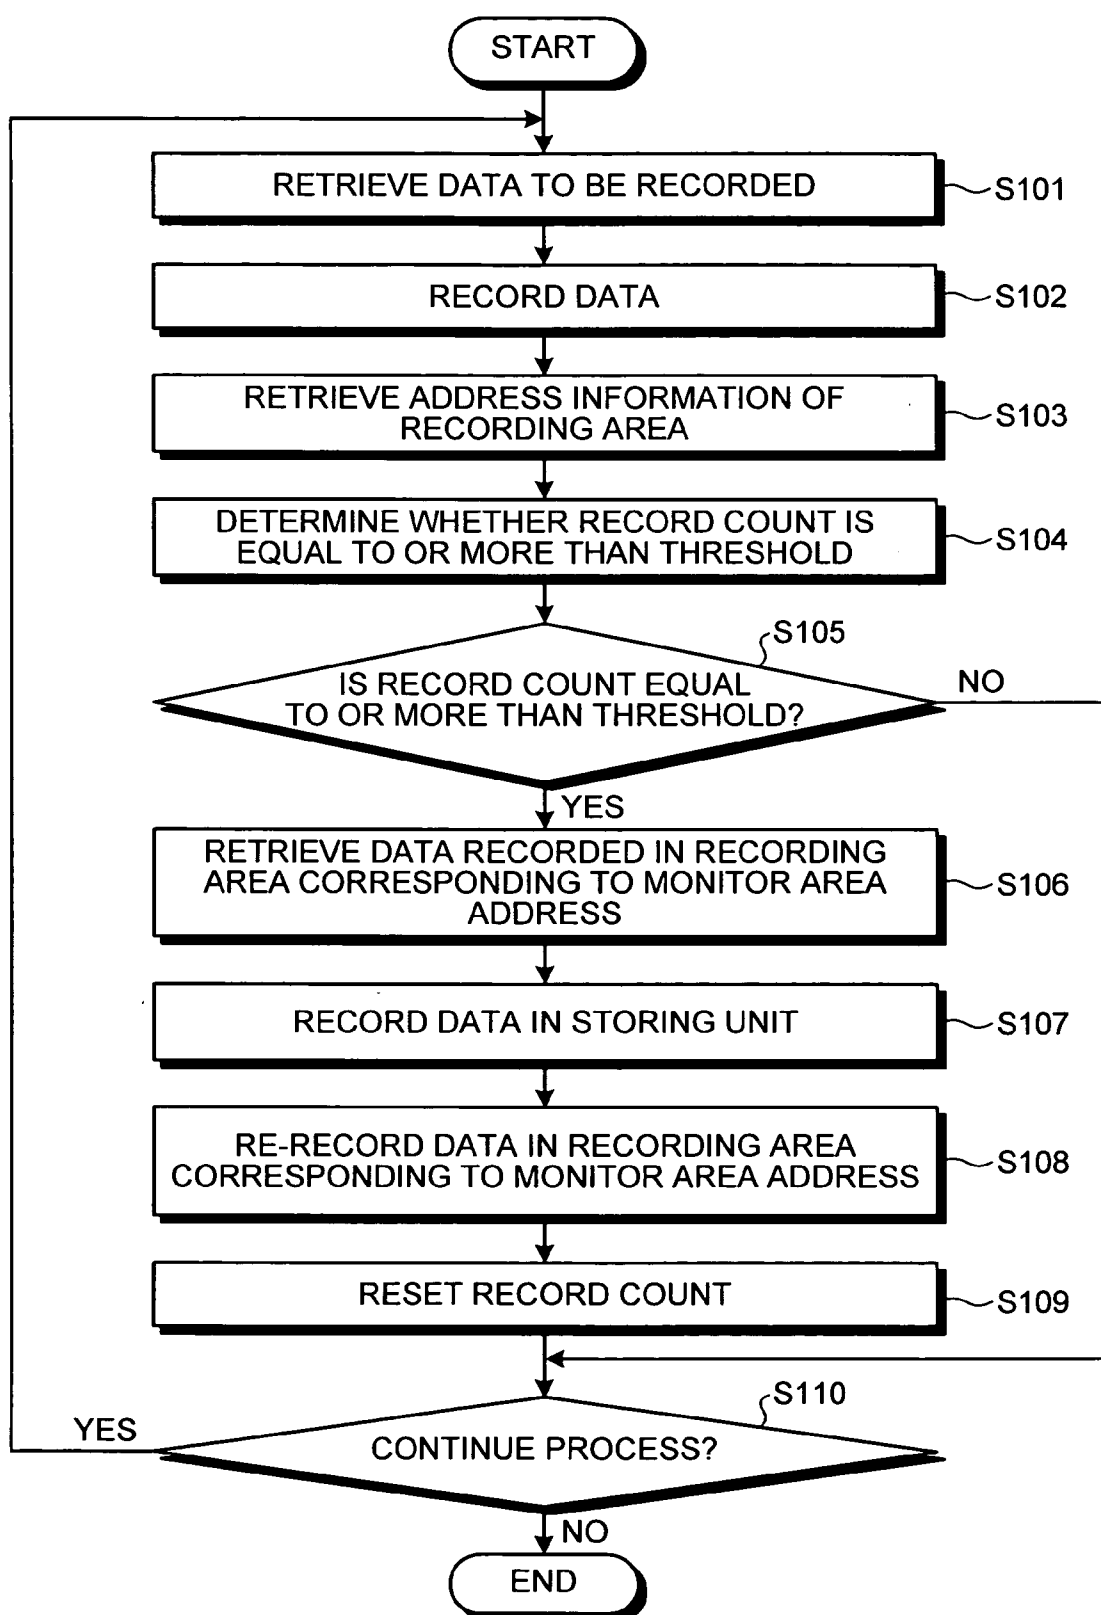 START
RETRIEVE DATA TO BE RECORDED
S101
RECORD DATA
S102
RETRIEVE ADDRESS INFORMATION OF
RECORDING AREA
S103
DETERMINE WHETHER RECORD COUNT IS
EQUAL TO OR MORE THAN THRESHOLD
S104
S105
IS RECORD COUNT EQUAL
TO OR MORE THAN THRESHOLD?
NO
YES
RETRIEVE DATA RECORDED IN RECORDING
AREA CORRESPONDING TO MONITOR AREA
ADDRESS
S106
RECORD DATA IN STORING UNIT
S107
RE-RECORD DATA IN RECORDING AREA
CORRESPONDING TO MONITOR AREA ADDRESS
S108
RESET RECORD COUNT
S109
S110
YES
CONTINUE PROCESS?
NO
END